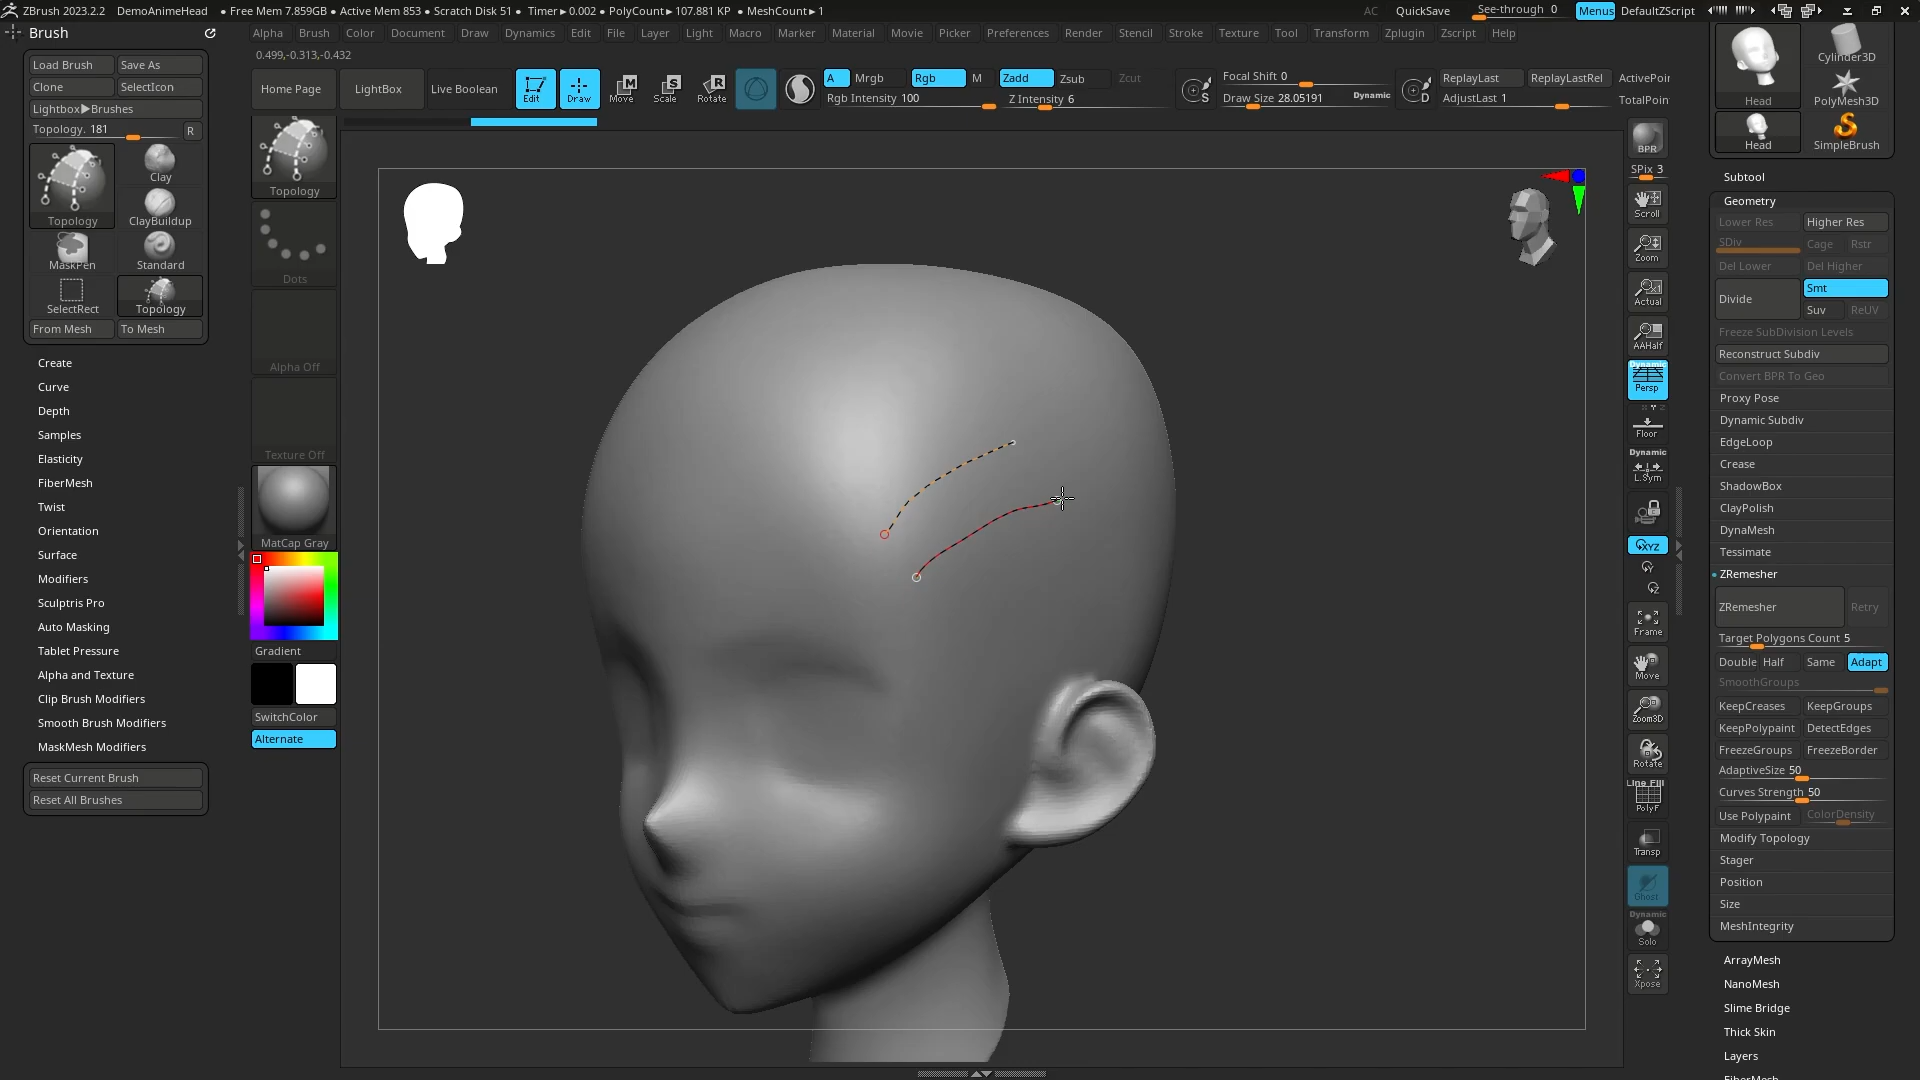 ZBrush 2023.2.2 DemoAnimeHead • Free Mem 7.859GB • Active Mem 853 • Scratch Disk 51 • Timer▸0.002 • PolyCount▸107.881 KP • MeshCount▸1 AC QuickSave See-through 0 Menus DefaultZScript
Brush
Alpha Brush Color Document Draw Dynamics Edit File Layer Light Macro Marker Material Movie Picker Preferences Render Stencil Stroke Texture Tool Transform Zplugin Zscript Help
0.499,-0.313,-0.432
Load Brush Save As
Clone SelectIcon
Lightbox▶Brushes
Topology. 181 R
Topology
Clay
ClayBuildup
MaskPen Standard
SelectRect Topology
From Mesh To Mesh
Create
Curve
Depth
Samples
Elasticity
FiberMesh
Twist
Orientation
Surface
Modifiers
Sculptris Pro
Auto Masking
Tablet Pressure
Alpha and Texture
Clip Brush Modifiers
Smooth Brush Modifiers
MaskMesh Modifiers
Reset Current Brush
Reset All Brushes
Home Page LightBox Live Boolean Edit Draw Move Scale Rotate
A Mrgb Rgb M Zadd Zsub Zcut
Rgb Intensity 100 Z Intensity 6
S Focal Shift 0
Draw Size 28.05191 Dynamic
D ReplayLast ReplayLastRel ActivePoin
AdjustLast 1 TotalPoin
Topology
Dots
Alpha Off
Texture Off
MatCap Gray
Gradient
SwitchColor
Alternate
BPR
SPix 3
Scroll
Zoom
Actual
AAHalf
Dynamic
Persp
Floor
Dynamic
L.Sym
XYZ
Frame
Move
Zoom3D
Rotate
Line Fill
PolyF
Transp
Ghost
Dynamic
Solo
Xpose
Head Cylinder3D
PolyMesh3D
Head SimpleBrush
Subtool
Geometry
Lower Res Higher Res
SDiv Cage Rstr
Del Lower Del Higher
Divide Smt
Suv ReUV
Freeze SubDivision Levels
Reconstruct Subdiv
Convert BPR To Geo
Proxy Pose
Dynamic Subdiv
EdgeLoop
Crease
ShadowBox
ClayPolish
DynaMesh
Tessimate
ZRemesher
ZRemesher Retry
Target Polygons Count 5
Double Half Same Adapt
SmoothGroups
KeepCreases KeepGroups
KeepPolypaint DetectEdges
FreezeGroups FreezeBorder
AdaptiveSize 50
Curves Strength 50
Use Polypaint ColorDensity
Modify Topology
Stager
Position
Size
MeshIntegrity
ArrayMesh
NanoMesh
Slime Bridge
Thick Skin
Layers